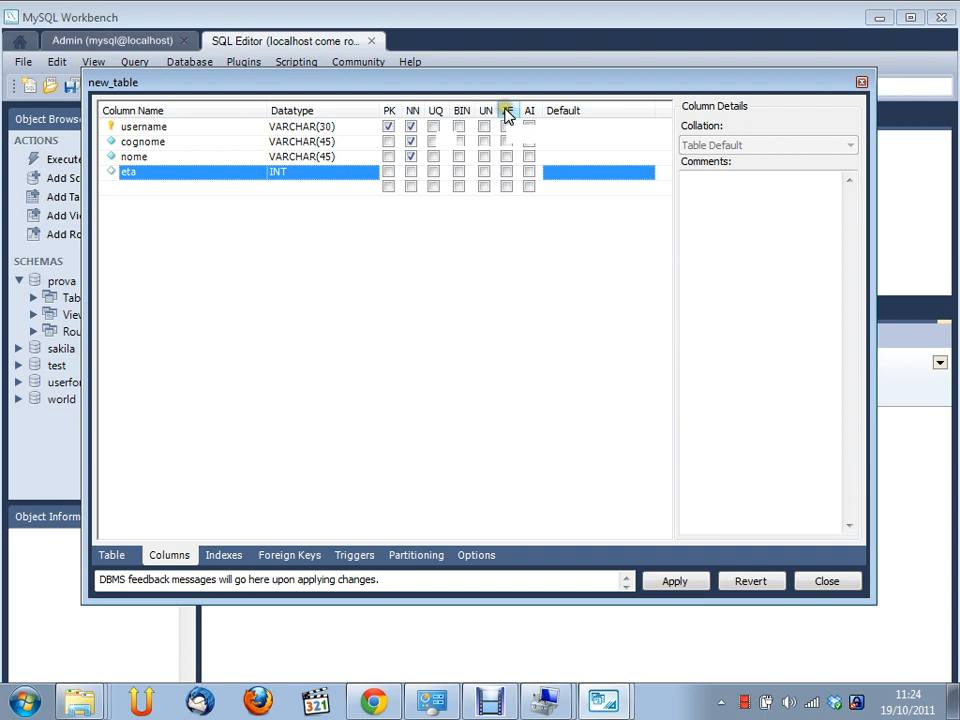 MySQL Workbench
Admin (mysql@localhost)
SQL Editor (localhost come ro...
File Edit View Query Database Plugins Scripting Community Help
new_table
Object Browse
ACTIONS
Execute
Add Sc
Add Ta
Add Vi
Add Ro
SCHEMAS
prova
Tab
View
Rou
sakila
test
userfor
world
Object Inform
Column Name Datatype PK NN UQ BIN UN AI Default
username VARCHAR(30)
cognome VARCHAR(45)
nome VARCHAR(45)
eta INT
Column Details
Collation:
Table Default
Comments:
Table Columns Indexes Foreign Keys Triggers Partitioning Options
DBMS feedback messages will go here upon applying changes.
Apply Revert Close
321
11:24
19/10/2011